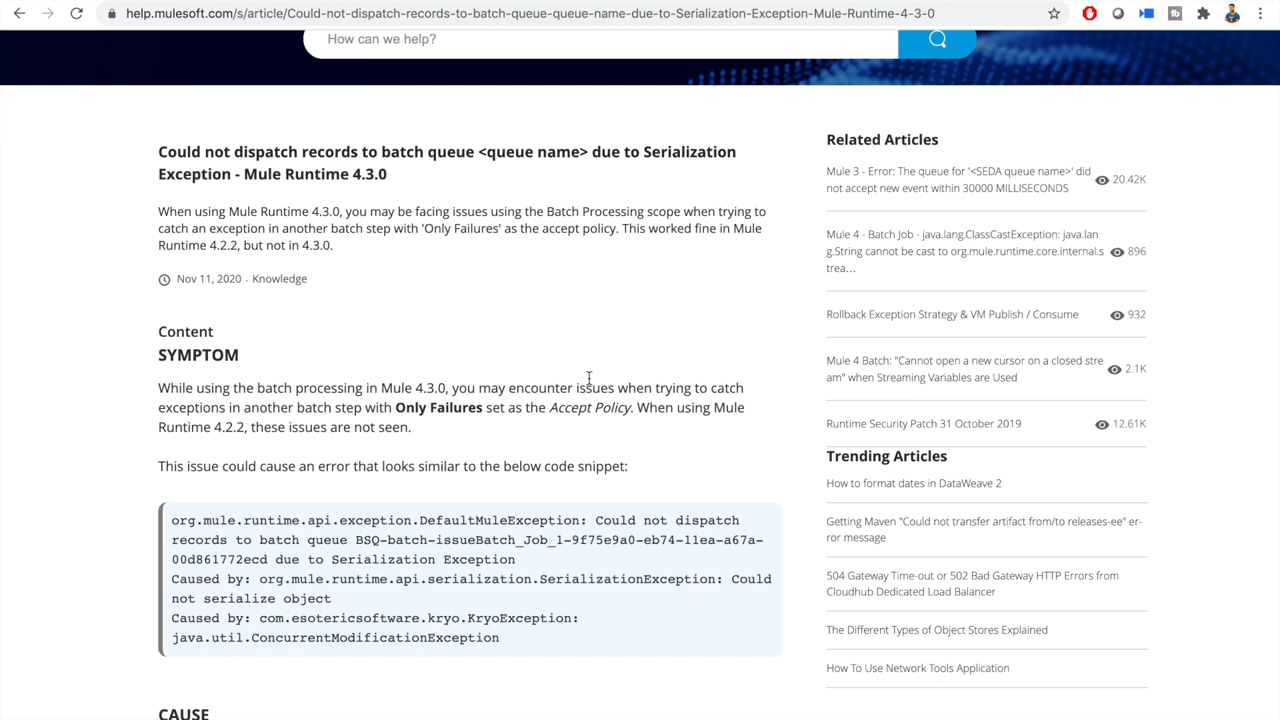 help.mulesoft.com/s/article/Could-not-dispatch-records-to-batch-queue-queue-name-due-to-Serialization-Exception-Mule-Runtime-4-3-0
How can we help?
Could not dispatch records to batch queue <queue name> due to Serialization
Exception - Mule Runtime 4.3.0
When using Mule Runtime 4.3.0, you may be facing issues using the Batch Processing scope when trying to
catch an exception in another batch step with 'Only Failures' as the accept policy. This worked fine in Mule
Runtime 4.2.2, but not in 4.3.0.
Nov 11, 2020 · Knowledge
Content
SYMPTOM
While using the batch processing in Mule 4.3.0, you may encounter issues when trying to catch
exceptions in another batch step with Only Failures set as the Accept Policy. When using Mule
Runtime 4.2.2, these issues are not seen.
This issue could cause an error that looks similar to the below code snippet:
org.mule.runtime.api.exception.DefaultMuleException: Could not dispatch
records to batch queue BSQ-batch-issueBatch_Job_1-9f75e9a0-eb74-11ea-a67a-
00d861772ecd due to Serialization Exception
Caused by: org.mule.runtime.api.serialization.SerializationException: Could
not serialize object
Caused by: com.esotericsoftware.kryo.KryoException:
java.util.ConcurrentModificationException
CAUSE
Related Articles
Mule 3 - Error: The queue for '<SEDA queue name>' did
not accept new event within 30000 MILLISECONDS
20.42K
Mule 4 - Batch Job - java.lang.ClassCastException: java.lan
g.String cannot be cast to org.mule.runtime.core.internal.s
trea…
896
Rollback Exception Strategy & VM Publish / Consume
932
Mule 4 Batch: "Cannot open a new cursor on a closed stre
am" when Streaming Variables are Used
2.1K
Runtime Security Patch 31 October 2019
12.61K
Trending Articles
How to format dates in DataWeave 2
Getting Maven "Could not transfer artifact from/to releases-ee" er-
ror message
504 Gateway Time-out or 502 Bad Gateway HTTP Errors from
Cloudhub Dedicated Load Balancer
The Different Types of Object Stores Explained
How To Use Network Tools Application